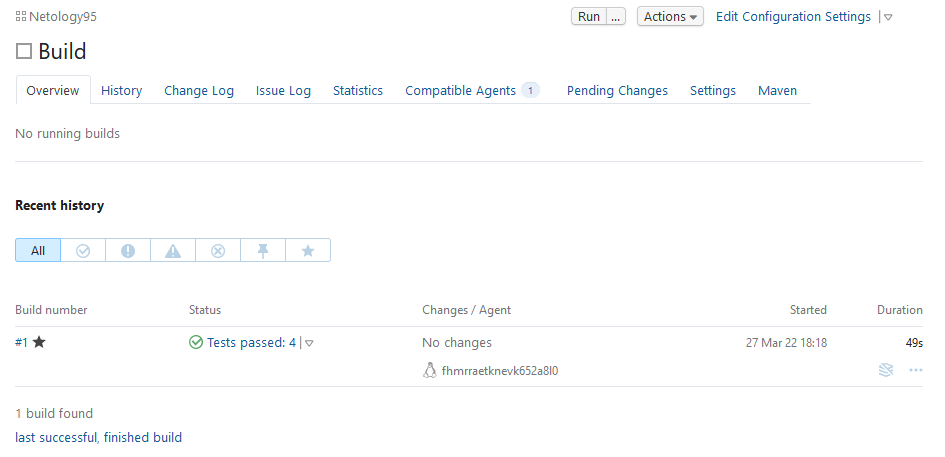 Netology95
Run ... Actions Edit Configuration Settings
Build
Overview History Change Log Issue Log Statistics Compatible Agents 1 Pending Changes Settings Maven
No running builds
Recent history
All
Build number Status Changes / Agent Started Duration
#1 Tests passed: 4 No changes 27 Mar 22 18:18 49s
fhmrraetknevk652a8l0
1 build found
last successful, finished build